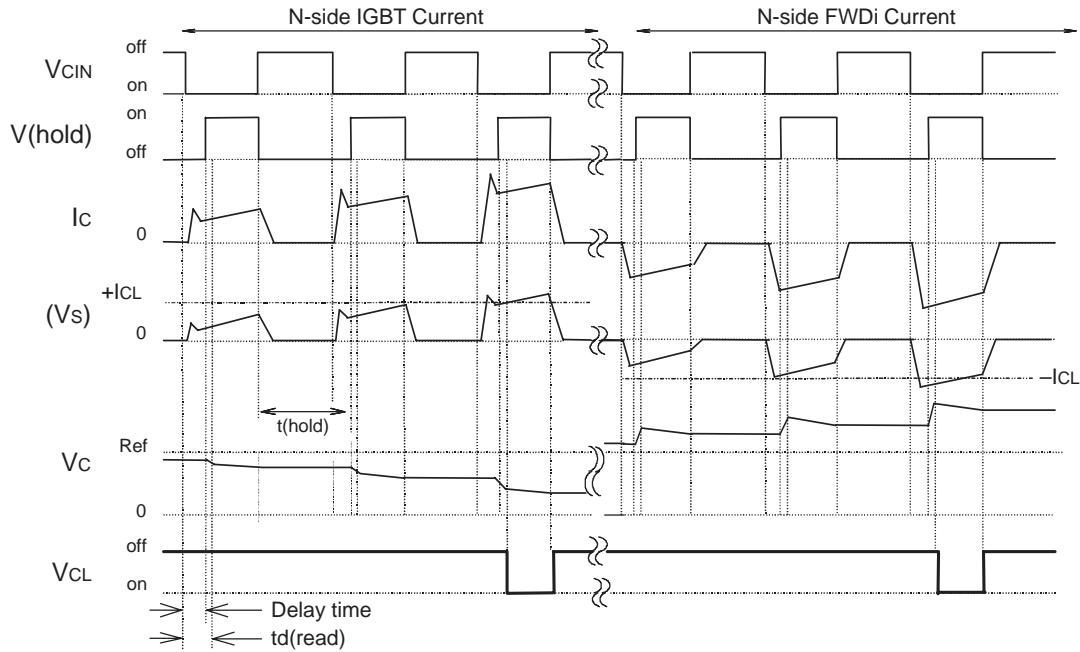 N-side IGBT Current
N-side FWDi Current
off
VCIN
on
on
V(hold)
off
IC
0
+ICL
(VS)
0
–ICL
t(hold)
Ref
VC
0
off
VCL
on
Delay time
td(read)